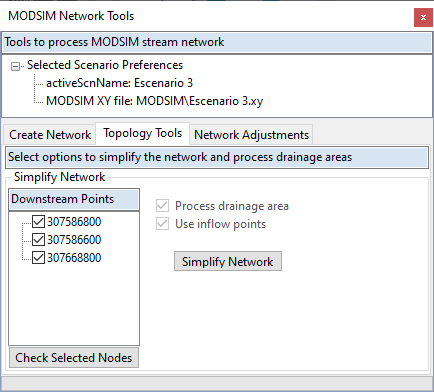 MODSIM Network Tools
Tools to process MODSIM stream network
Selected Scenario Preferences
activeScnName: Escenario 3
MODSIM XY file: MODSIM\Escenario 3.xy
Create Network Topology Tools Network Adjustments
Select options to simplify the network and process drainage areas
Simplify Network
Downstream Points
307586800
307586600
307668800
Process drainage area
Use inflow points
Simplify Network
Check Selected Nodes